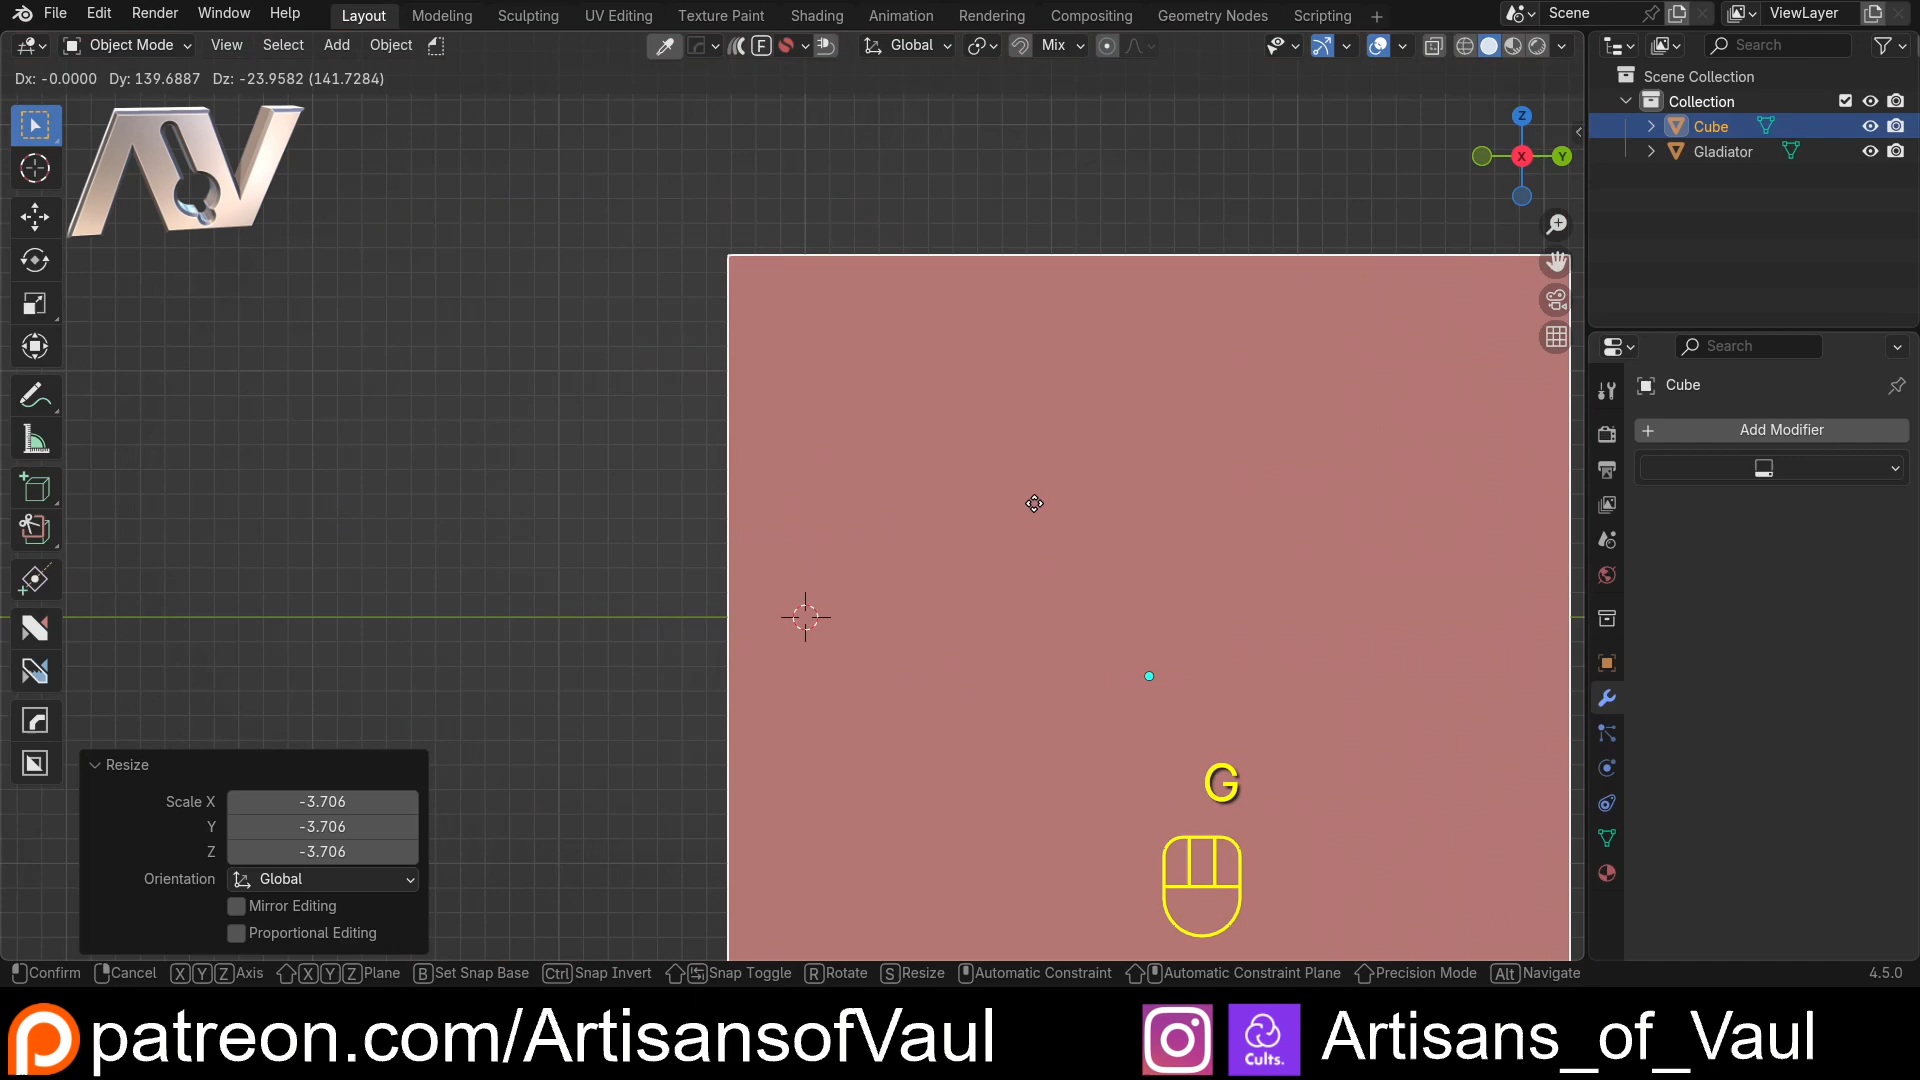 File Edit Render Window Help Layout Modeling Sculpting UV Editing Texture Paint Shading Animation Rendering Compositing Geometry Nodes Scripting + Scene ViewLayer
Object Mode View Select Add Object F Global Mix Search
Dx: -0.0000 Dy: 139.6887 Dz: -23.9582 (141.7284)
Scene Collection
Collection
Cube
Gladiator
AV
Z
X
Y
Search
Cube
Add Modifier
G
Resize
Scale X -3.706
Y -3.706
Z -3.706
Orientation Global
Mirror Editing
Proportional Editing
Confirm Cancel X Y Z Axis X Y Z Plane B Set Snap Base Ctrl Snap Invert Snap Toggle R Rotate S Resize Automatic Constraint Automatic Constraint Plane Precision Mode Alt Navigate 4.5.0
patreon.com/ArtisansofVaul Cults. Artisans_of_Vaul